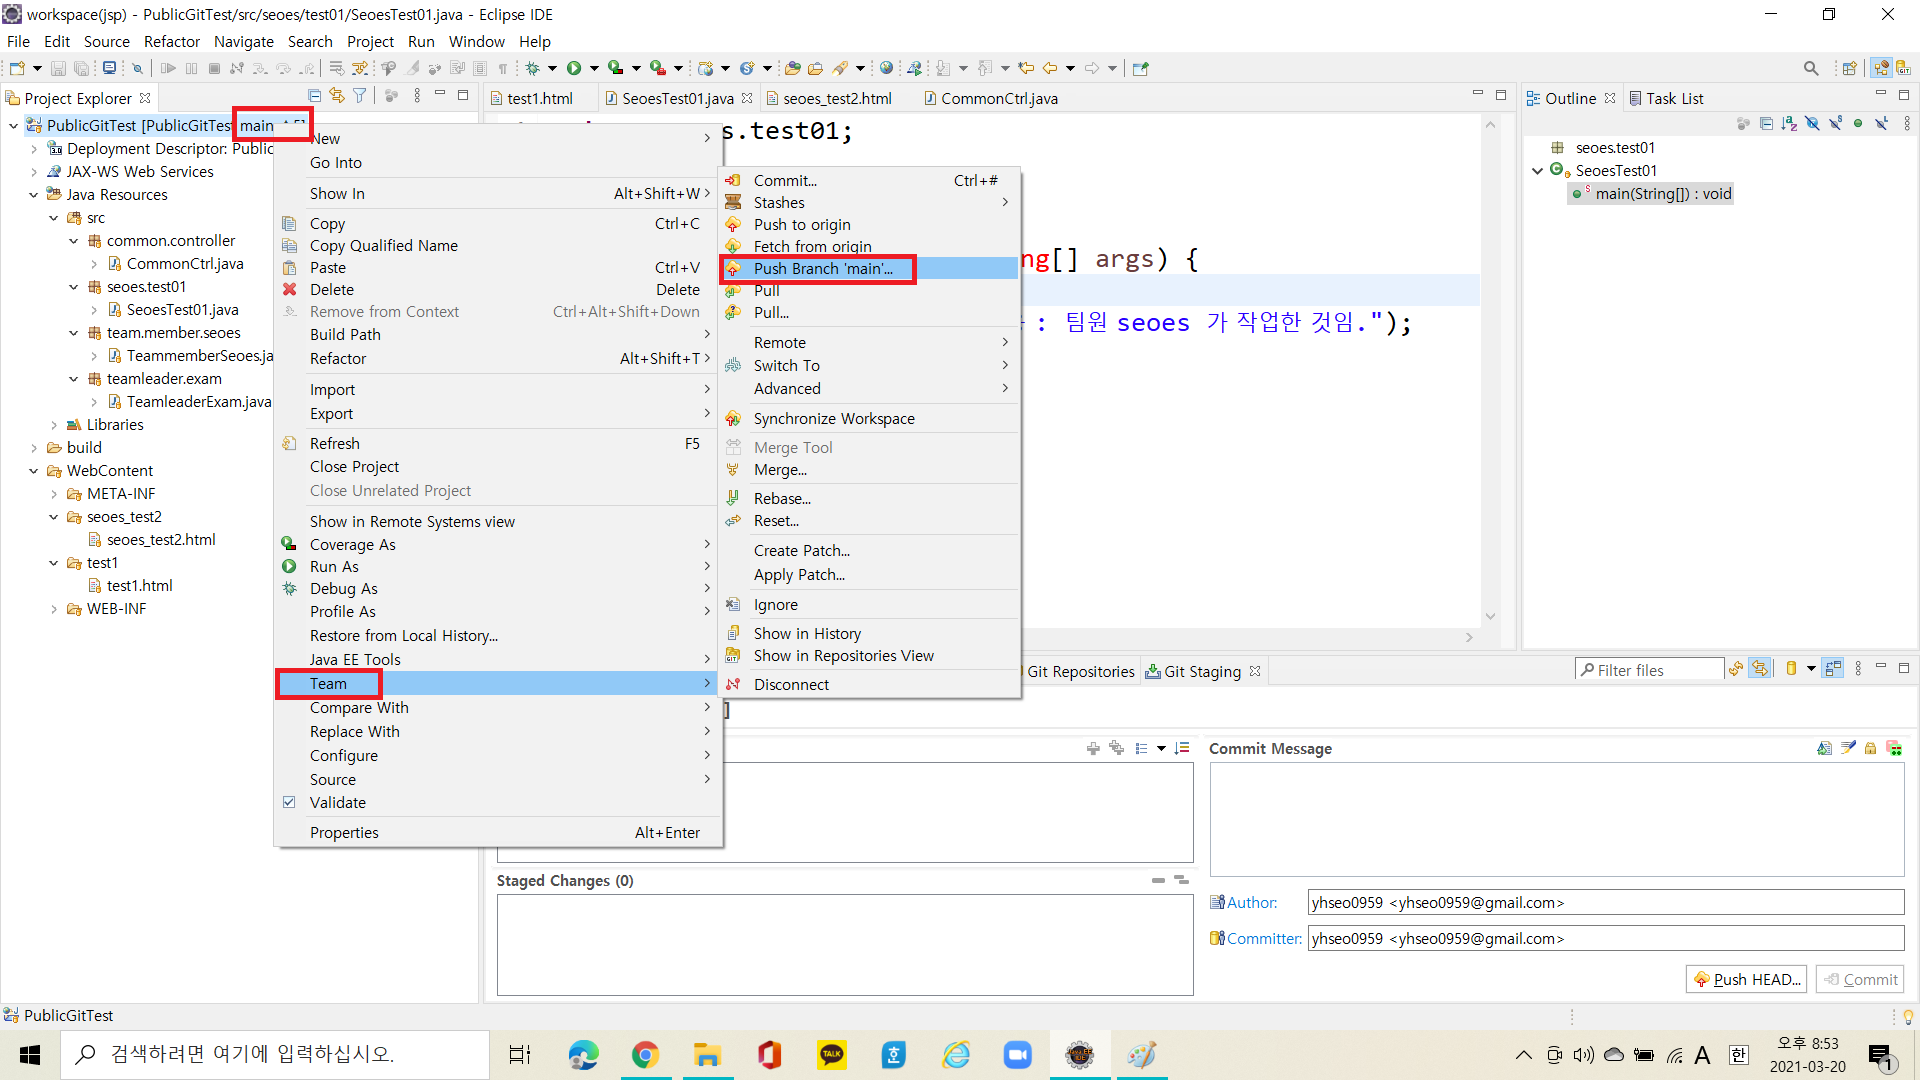 workspace(jsp) - PublicGitTest/src/seoes/test01/SeoesTest01.java - Eclipse IDE
File Edit Source Refactor Navigate Search Project Run Window Help
Project Explorer
PublicGitTest [PublicGitTest main
Deployment Descriptor: Public
JAX-WS Web Services
Java Resources
src
common.controller
CommonCtrl.java
seoes.test01
SeoesTest01.java
team.member.seoes
TeammemberSeoes.ja
teamleader.exam
TeamleaderExam.java
Libraries
build
WebContent
META-INF
seoes_test2
seoes_test2.html
test1
test1.html
WEB-INF
New
Go Into
Show In Alt+Shift+W
Copy Ctrl+C
Copy Qualified Name
Paste Ctrl+V
Delete Delete
Remove from Context Ctrl+Alt+Shift+Down
Build Path
Refactor Alt+Shift+T
Import
Export
Refresh F5
Close Project
Close Unrelated Project
Show in Remote Systems view
Coverage As
Run As
Debug As
Profile As
Restore from Local History...
Java EE Tools
Team
Compare With
Replace With
Configure
Source
Validate
Properties Alt+Enter
Commit... Ctrl+#
Stashes
Push to origin
Fetch from origin
Push Branch 'main'...
Pull
Pull...
Remote
Switch To
Advanced
Synchronize Workspace
Merge Tool
Merge...
Rebase...
Reset...
Create Patch...
Apply Patch...
Ignore
Show in History
Show in Repositories View
Disconnect
test1.html SeoesTest01.java seoes_test2.html CommonCtrl.java
s.test01;
ng[] args) {
: 팀원 seoes 가 작업한 것임.");
Outline Task List
seoes.test01
SeoesTest01
main(String[]) : void
Git Repositories Git Staging Filter files
]
Commit Message
Staged Changes (0)
Author: yhseo0959 <yhseo0959@gmail.com>
Committer: yhseo0959 <yhseo0959@gmail.com>
Push HEAD... Commit
PublicGitTest
검색하려면 여기에 입력하십시오.
TALK
A 한 오후 8:53
2021-03-20
1